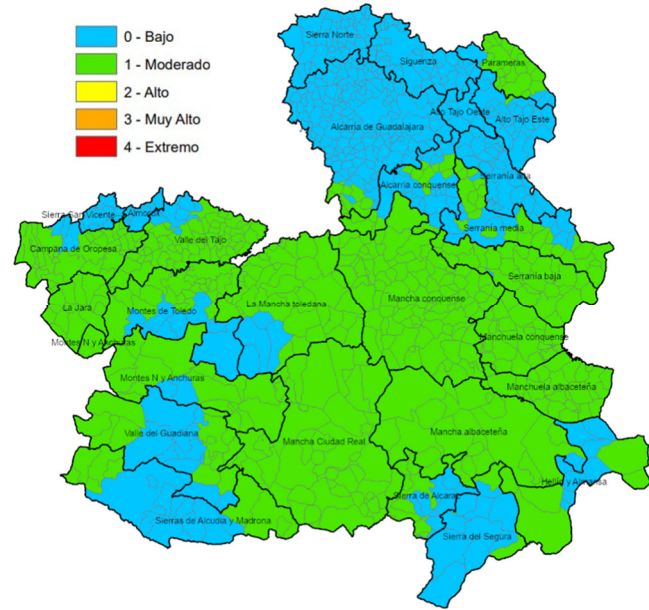 0 - Bajo
1 - Moderado
2 - Alto
3 - Muy Alto
4 - Extremo
Sierra Norte
Sigüenza
Parameras
Alto Tajo Oeste
Alcarria de Guadalajara
Alto Tajo Este
Serranía alta
Alcarria conquense
Sierra San Vicente
Almorox
Serranía media
Valle del Tajo
Campana de Oropesa
Serranía baja
La Jara
Montes de Toledo
La Mancha toledana
Mancha conquense
Manchuela conquense
Montes N y Anchuras
Montes N y Anchuras
Manchuela albaceteña
Valle del Guadiana
Mancha Ciudad Real
Mancha albaceteña
Hellín y Almansa
Sierra de Alcaraz
Sierras de Alcudia y Madrona
Sierra del Segura